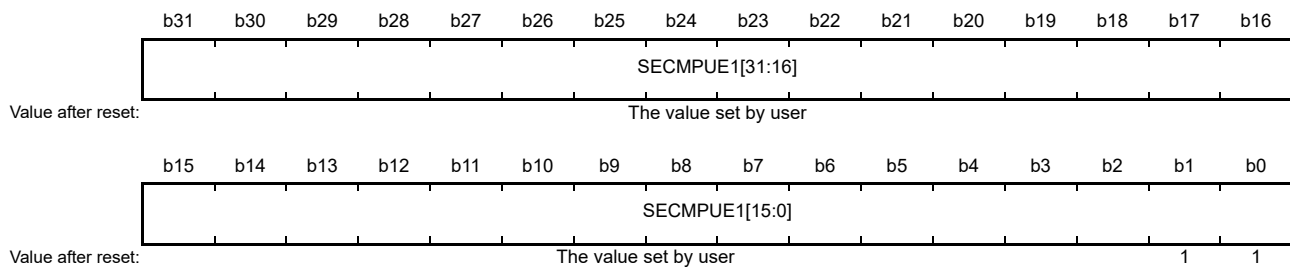 b31 b30 b29 b28 b27 b26 b25 b24 b23 b22 b21 b20 b19 b18 b17 b16
SECMPUE1[31:16]
Value after reset: The value set by user
b15 b14 b13 b12 b11 b10 b9 b8 b7 b6 b5 b4 b3 b2 b1 b0
SECMPUE1[15:0]
Value after reset: The value set by user 1 1